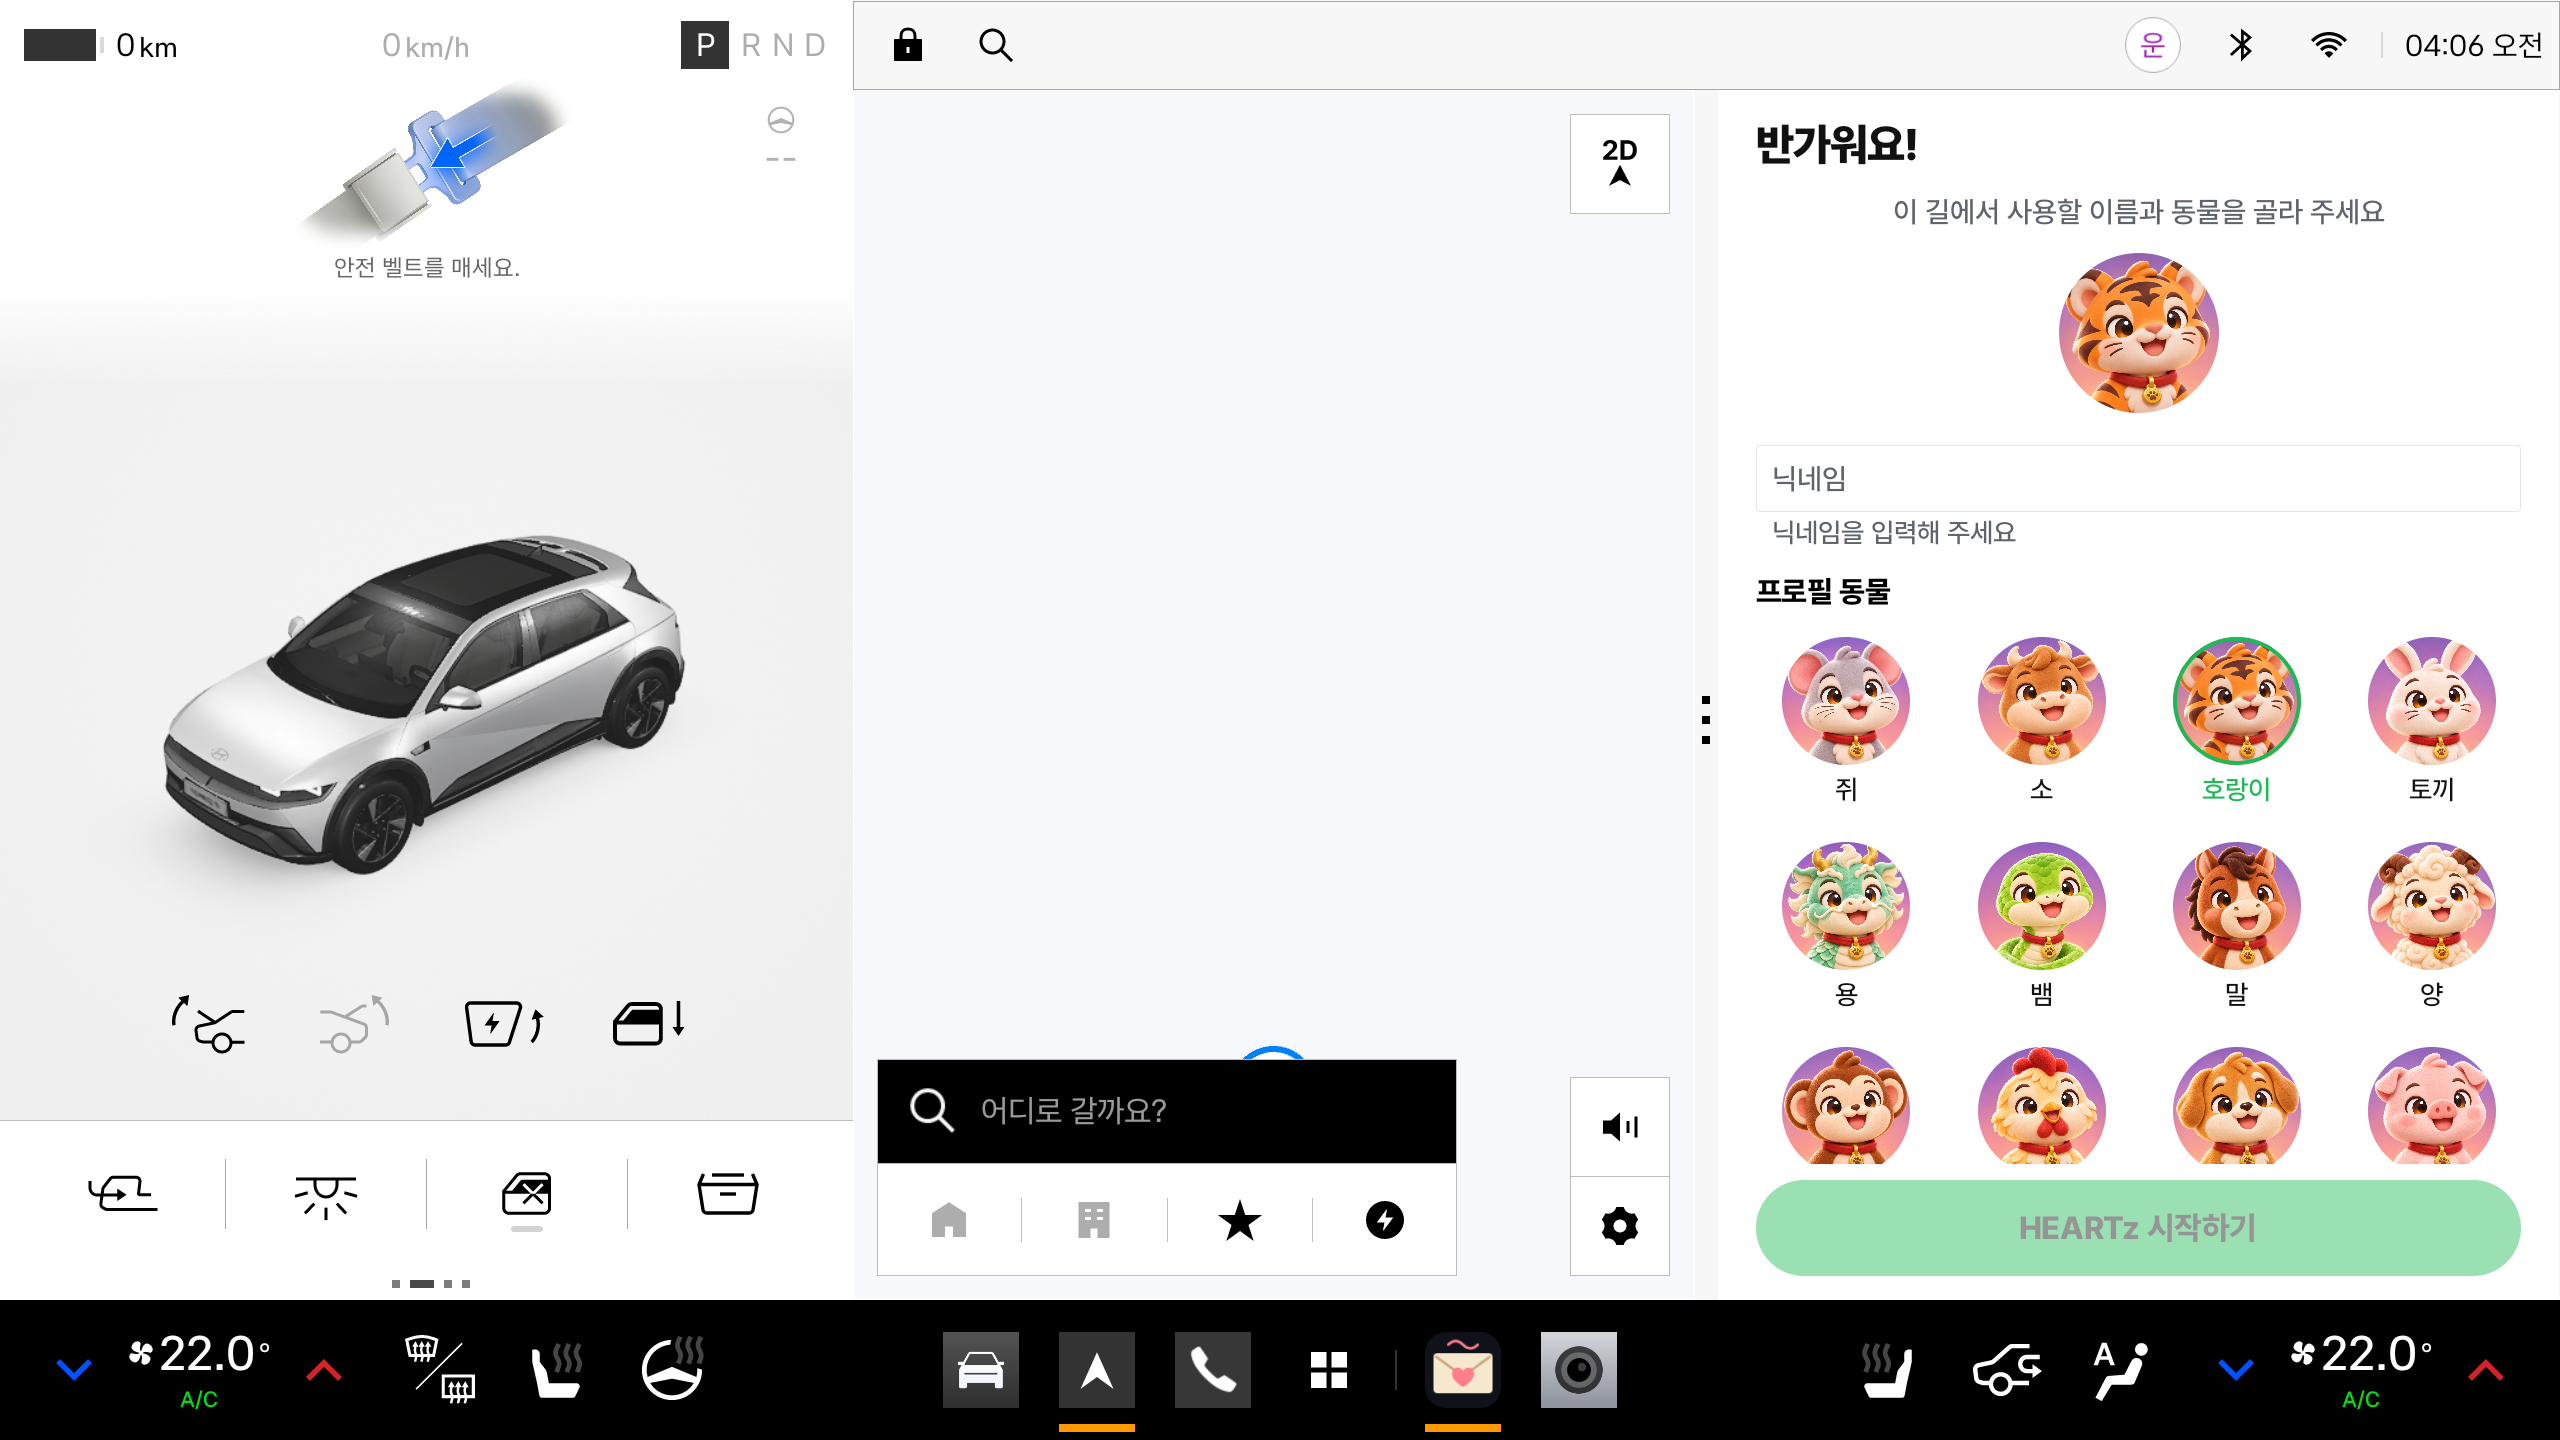 0 km
0 km/h
P R N D
04:06 오전
운
안전 벨트를 매세요.
2D
어디로 갈까요?
반가워요!
이 길에서 사용할 이름과 동물을 골라 주세요
닉네임
닉네임을 입력해 주세요
프로필 동물
쥐
소
호랑이
토끼
용
뱀
말
양
HEARTz 시작하기
22.0°
A/C
A
22.0°
A/C